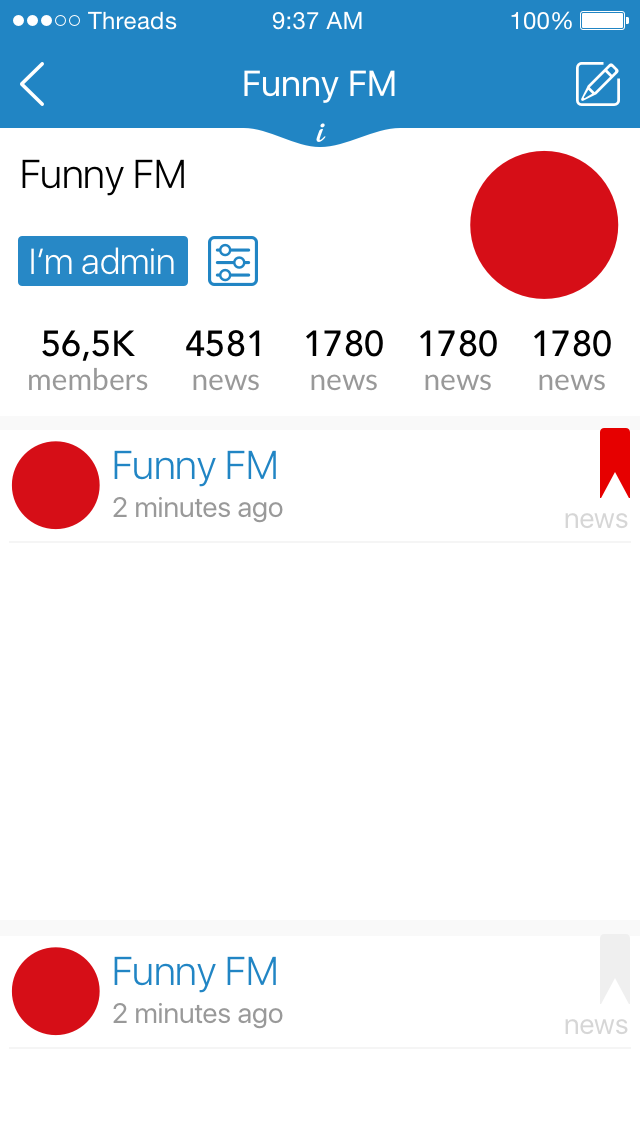 Threads 9:37 AM 100%
Funny FM
i
Funny FM
I'm admin
56,5K 4581 1780 1780 1780
members news news news news
Funny FM
2 minutes ago
news
Funny FM
2 minutes ago
news